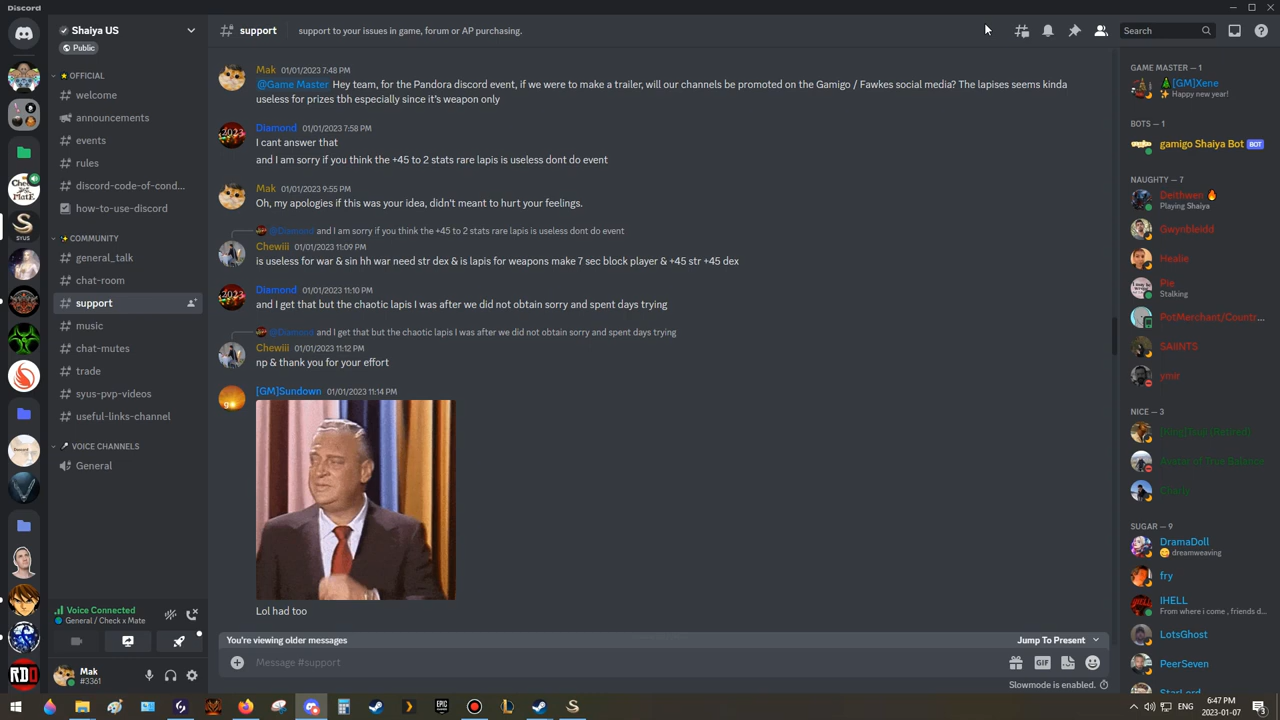 Discord
Shaiya US
Public
OFFICIAL
welcome
announcements
events
rules
discord-code-of-cond...
how-to-use-discord
COMMUNITY
general_talk
chat-room
support
music
chat-mutes
trade
syus-pvp-videos
useful-links-channel
VOICE CHANNELS
General
Voice Connected
General / Check x Mate
Mak
#3361
support
support to your issues in game, forum or AP purchasing.
Search
Mak 01/01/2023 7:48 PM
@Game Master Hey team, for the Pandora discord event, if we were to make a trailer, will our channels be promoted on the Gamigo / Fawkes social media? The lapises seems kinda
useless for prizes tbh especially since it's weapon only
Diamond 01/01/2023 7:58 PM
I cant answer that
and I am sorry if you think the +45 to 2 stats rare lapis is useless dont do event
Mak 01/01/2023 9:55 PM
Oh, my apologies if this was your idea, didn't meant to hurt your feelings.
@Diamond and I am sorry if you think the +45 to 2 stats rare lapis is useless dont do event
Chewiii 01/01/2023 11:09 PM
is useless for war & sin hh war need str dex & is lapis for weapons make 7 sec block player & +45 str +45 dex
Diamond 01/01/2023 11:10 PM
and I get that but the chaotic lapis I was after we did not obtain sorry and spent days trying
@Diamond and I get that but the chaotic lapis I was after we did not obtain sorry and spent days trying
Chewiii 01/01/2023 11:12 PM
np & thank you for your effort
[GM]Sundown 01/01/2023 11:14 PM
Lol had too
You're viewing older messages
Jump To Present
Message #support
GIF
Slowmode is enabled.
GAME MASTER — 1
[GM]Xene
Happy new year!
BOTS — 1
gamigo Shaiya Bot BOT
NAUGHTY — 7
Deithwen
Playing Shaiya
Gwynbleidd
Healie
Pie
Stalking
PotMerchant/Countr...
SAIINTS
ymir
NICE — 3
Avatar of True Balance
SUGAR — 9
DramaDoll
dreamweaving
fry
IHELL
From where i come , friends d...
LotsGhost
PeerSeven
StarLord
ENG
6:47 PM
2023-01-07